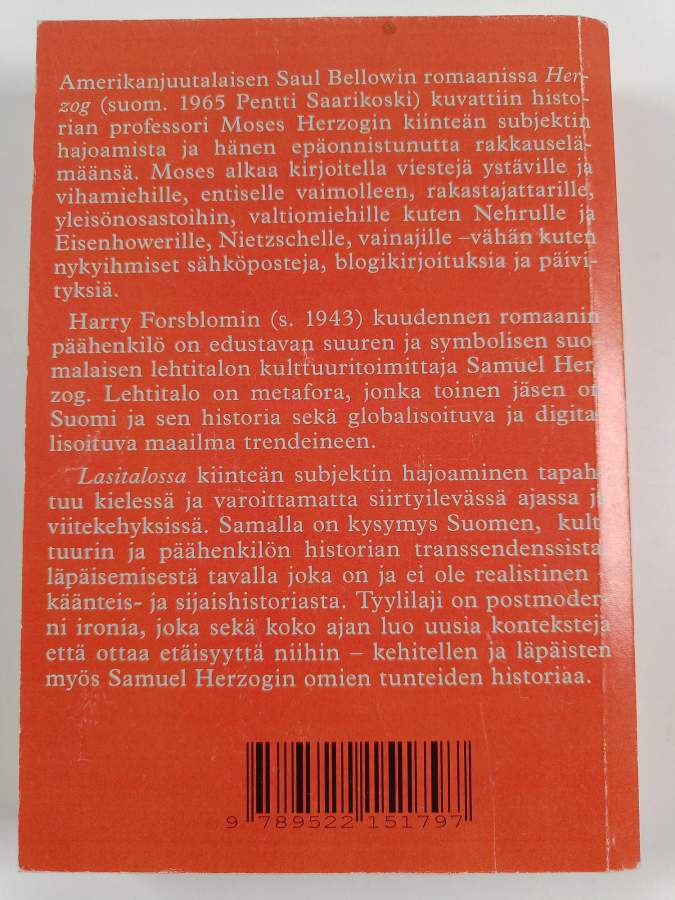 Amerikanjuutalaisen Saul Bellowin romaanissa Her-
zog (suom. 1965 Pentti Saarikoski) kuvattiin histo-
rian professori Moses Herzogin kiinteän subjektin
hajoamista ja hänen epäonnistunutta rakkauselä-
määnsä. Moses alkaa kirjoitella viestejä ystäville ja
vihamiehille, entiselle vaimolleen, rakastajattarille,
yleisönosastoihin, valtiomiehille kuten Nehrulle ja
Eisenhowerille, Nietzschelle, vainajille –vähän kuten
nykyihmiset sähköposteja, blogikirjoituksia ja päivi-
tyksiä.
Harry Forsblomin (s. 1943) kuudennen romaanin
päähenkilö on edustavan suuren ja symbolisen suo-
malaisen lehtitalon kulttuuritoimittaja Samuel Her-
zog. Lehtitalo on metafora, jonka toinen jäsen on
Suomi ja sen historia sekä globalisoituva ja digita-
lisoituva maailma trendeineen.
Lasitalossa kiinteän subjektin hajoaminen tapah-
tuu kielessä ja varoittamatta siirtyilevässä ajassa ja
viitekehyksissä. Samalla on kysymys Suomen, kult-
tuurin ja päähenkilön historian transsendenssista,
läpäisemisestä tavalla joka on ja ei ole realistinen –
käänteis- ja sijaishistoriasta. Tyylilaji on postmoder-
ni ironia, joka sekä koko ajan luo uusia konteksteja
että ottaa etäisyyttä niihin – kehitellen ja läpäisten
myös Samuel Herzogin omien tunteiden historiaa.
9 789522 151797